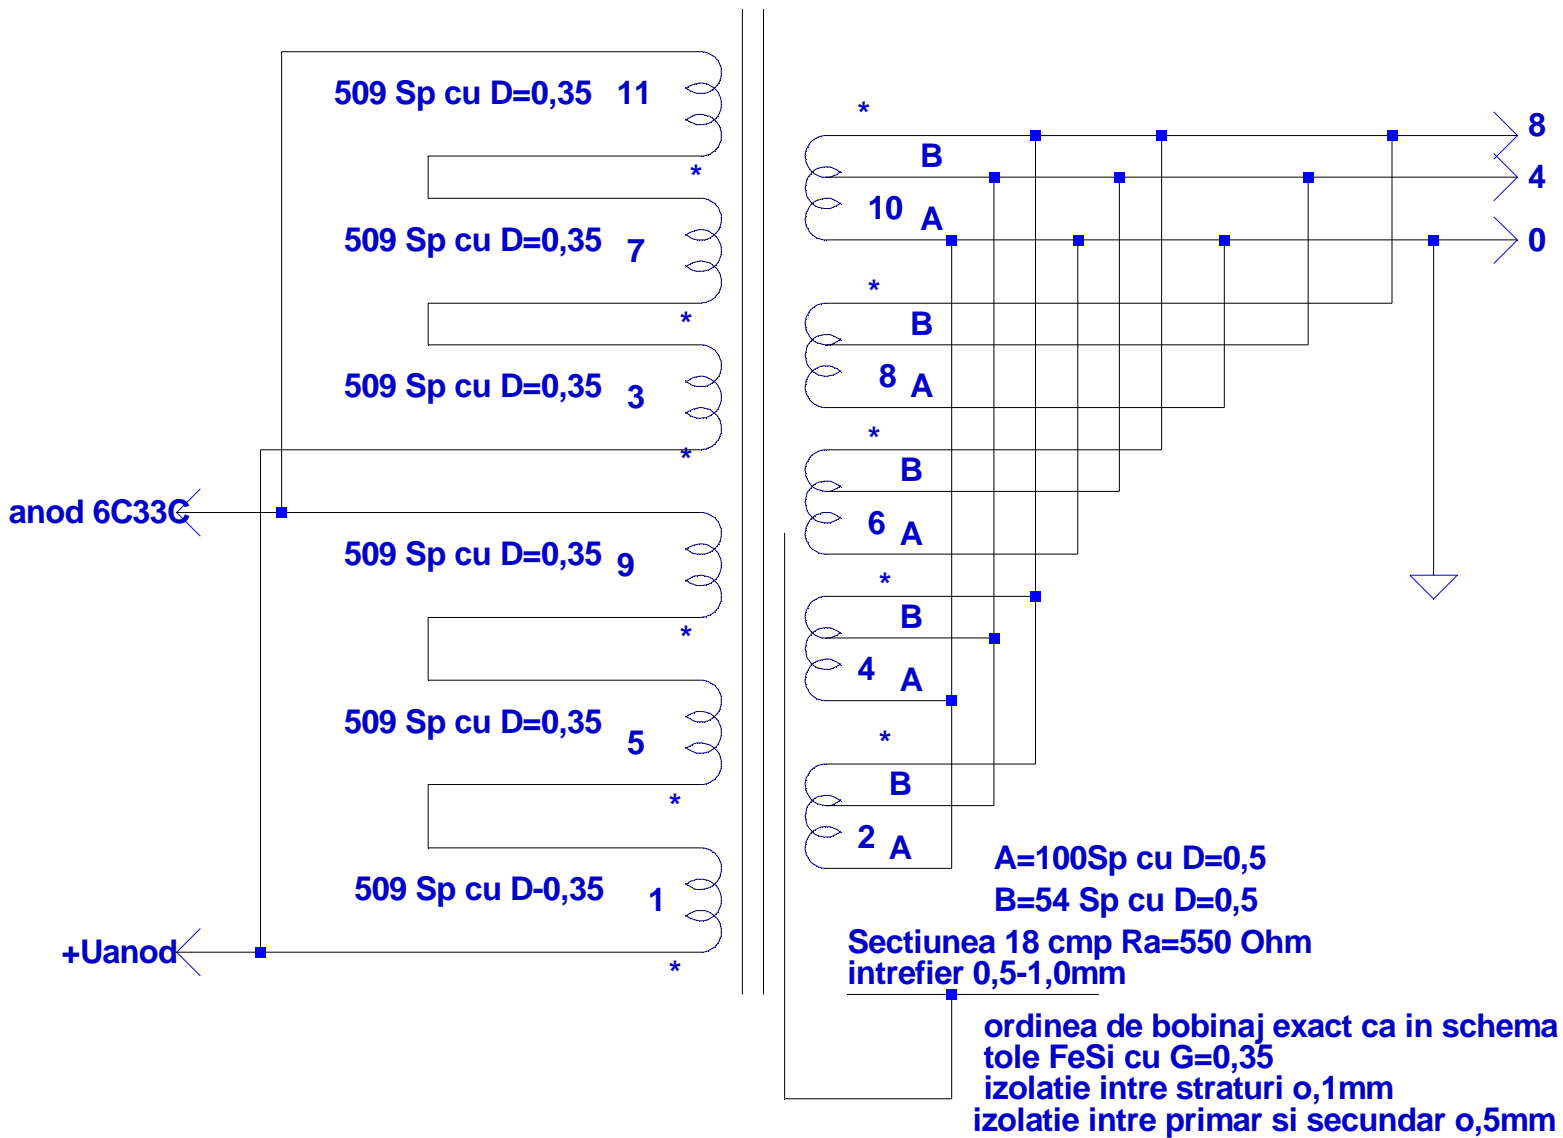 509 Sp cu D=0,35 11
*
509 Sp cu D=0,35 7
*
509 Sp cu D=0,35 3
*
anod 6C33C
509 Sp cu D=0,35 9
*
509 Sp cu D=0,35 5
*
509 Sp cu D-0,35 1
+Uanod
*
*
B
10 A
8
4
0
*
B
8 A
*
B
6 A
*
B
4 A
*
B
2 A
A=100Sp cu D=0,5
B=54 Sp cu D=0,5
Sectiunea 18 cmp Ra=550 Ohm
intrefier 0,5-1,0mm
ordinea de bobinaj exact ca in schema
tole FeSi cu G=0,35
izolatie intre straturi o,1mm
izolatie intre primar si secundar o,5mm